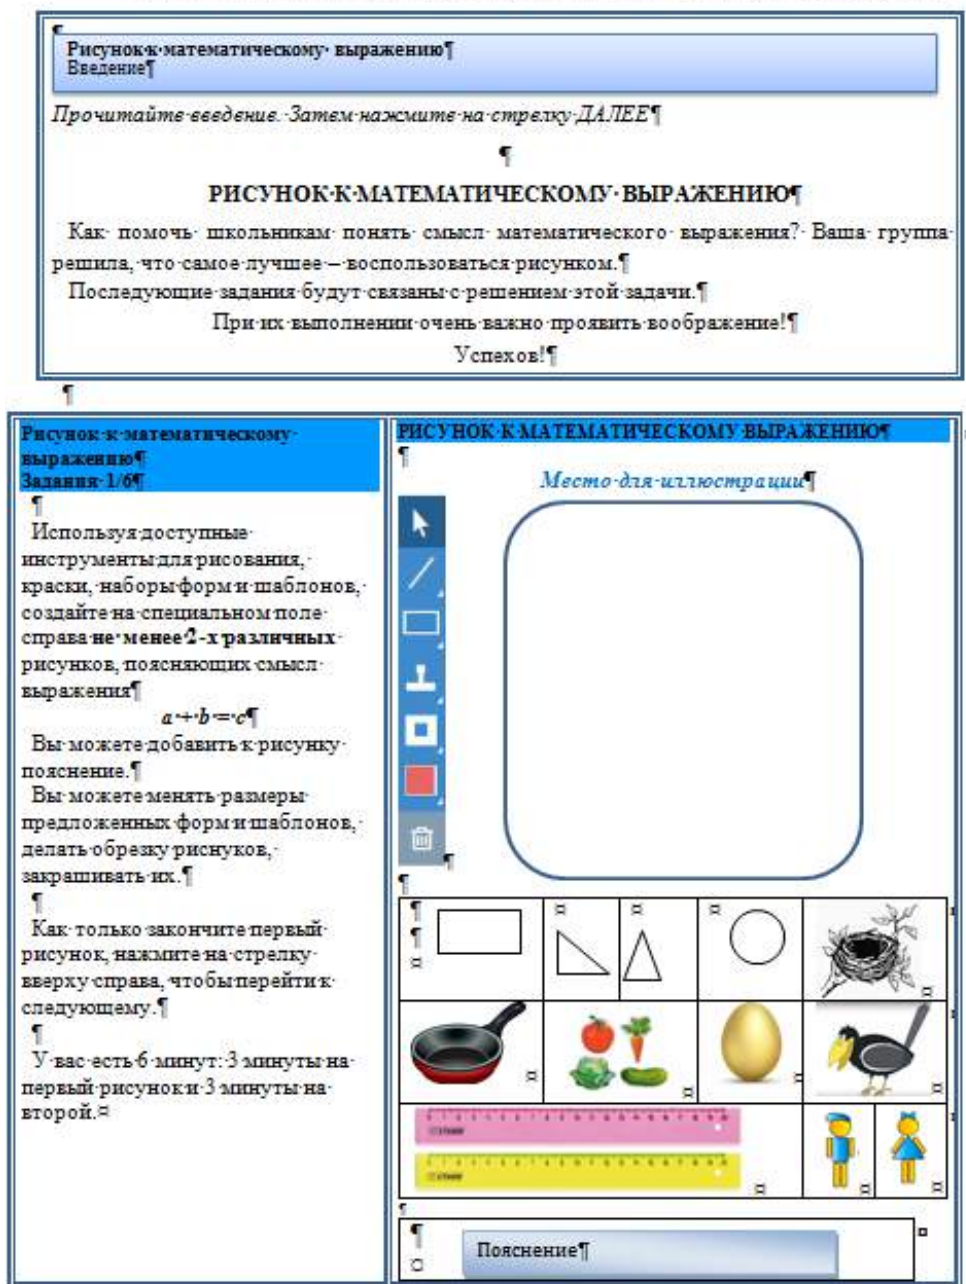 Рисунок к математическому выражению
Введение
Прочитайте введение. Затем нажмите на стрелку ДАЛЕЕ
РИСУНОК К МАТЕМАТИЧЕСКОМУ ВЫРАЖЕНИЮ
Как помочь школьникам понять смысл математического выражения? Ваша группа
решила, что самое лучшее – воспользоваться рисунком.
Последующие задания будут связаны с решением этой задачи.
При их выполнении очень важно проявить воображение!
Успехов!
Рисунок к математическому
выражению
Задания 1/6
Используя доступные
инструменты для рисования,
краски, наборы форм и шаблонов,
создайте на специальном поле
справа не менее 2-х различных
рисунков, поясняющих смысл
выражения
a + b = c
Вы можете добавить к рисунку
пояснение.
Вы можете менять размеры
предложенных форм и шаблонов,
делать обрезку риснуков,
закрашивать их.
Как только закончите первый
рисунок, нажмите на стрелку
вверху справа, чтобы перейти к
следующему.
У вас есть 6 минут: 3 минуты на
первый рисунок и 3 минуты на
второй.
РИСУНОК К МАТЕМАТИЧЕСКОМУ ВЫРАЖЕНИЮ
Место для иллюстрации
Пояснение